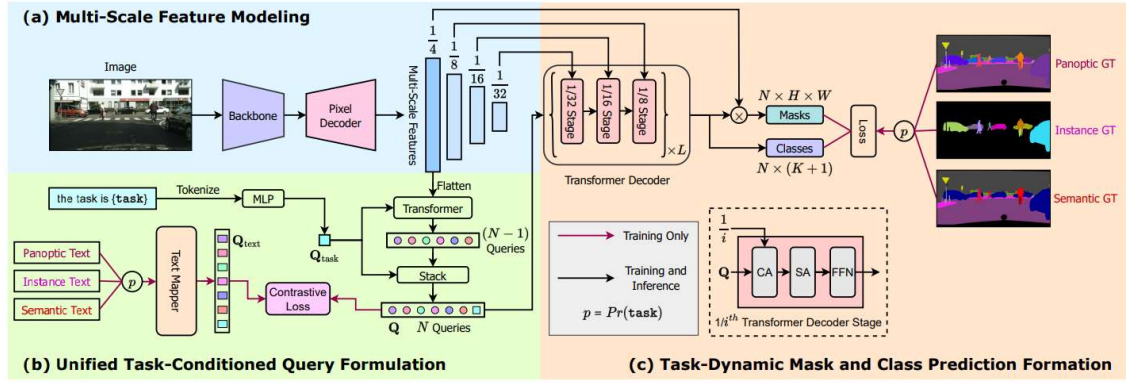 (a) Multi-Scale Feature Modeling
Image
Backbone
Pixel
Decoder
Multi-Scale Features
1/4
1/8
1/16
1/32
1/32 Stage
1/16 Stage
1/8 Stage
×L
Transformer Decoder
N × H × W
Masks
Classes
N × (K + 1)
Loss
p
Panoptic GT
Instance GT
Semantic GT
the task is {task}
Tokenize
MLP
Flatten
Transformer
(N − 1)
Queries
Q_task
Stack
Q_text
Panoptic Text
Instance Text
Semantic Text
p
Text Mapper
Contrastive
Loss
Q N Queries
(b) Unified Task-Conditioned Query Formulation
Training Only
Training and
Inference
p = Pr(task)
1/i
Q
CA
SA
FFN
1/i^th Transformer Decoder Stage
(c) Task-Dynamic Mask and Class Prediction Formation